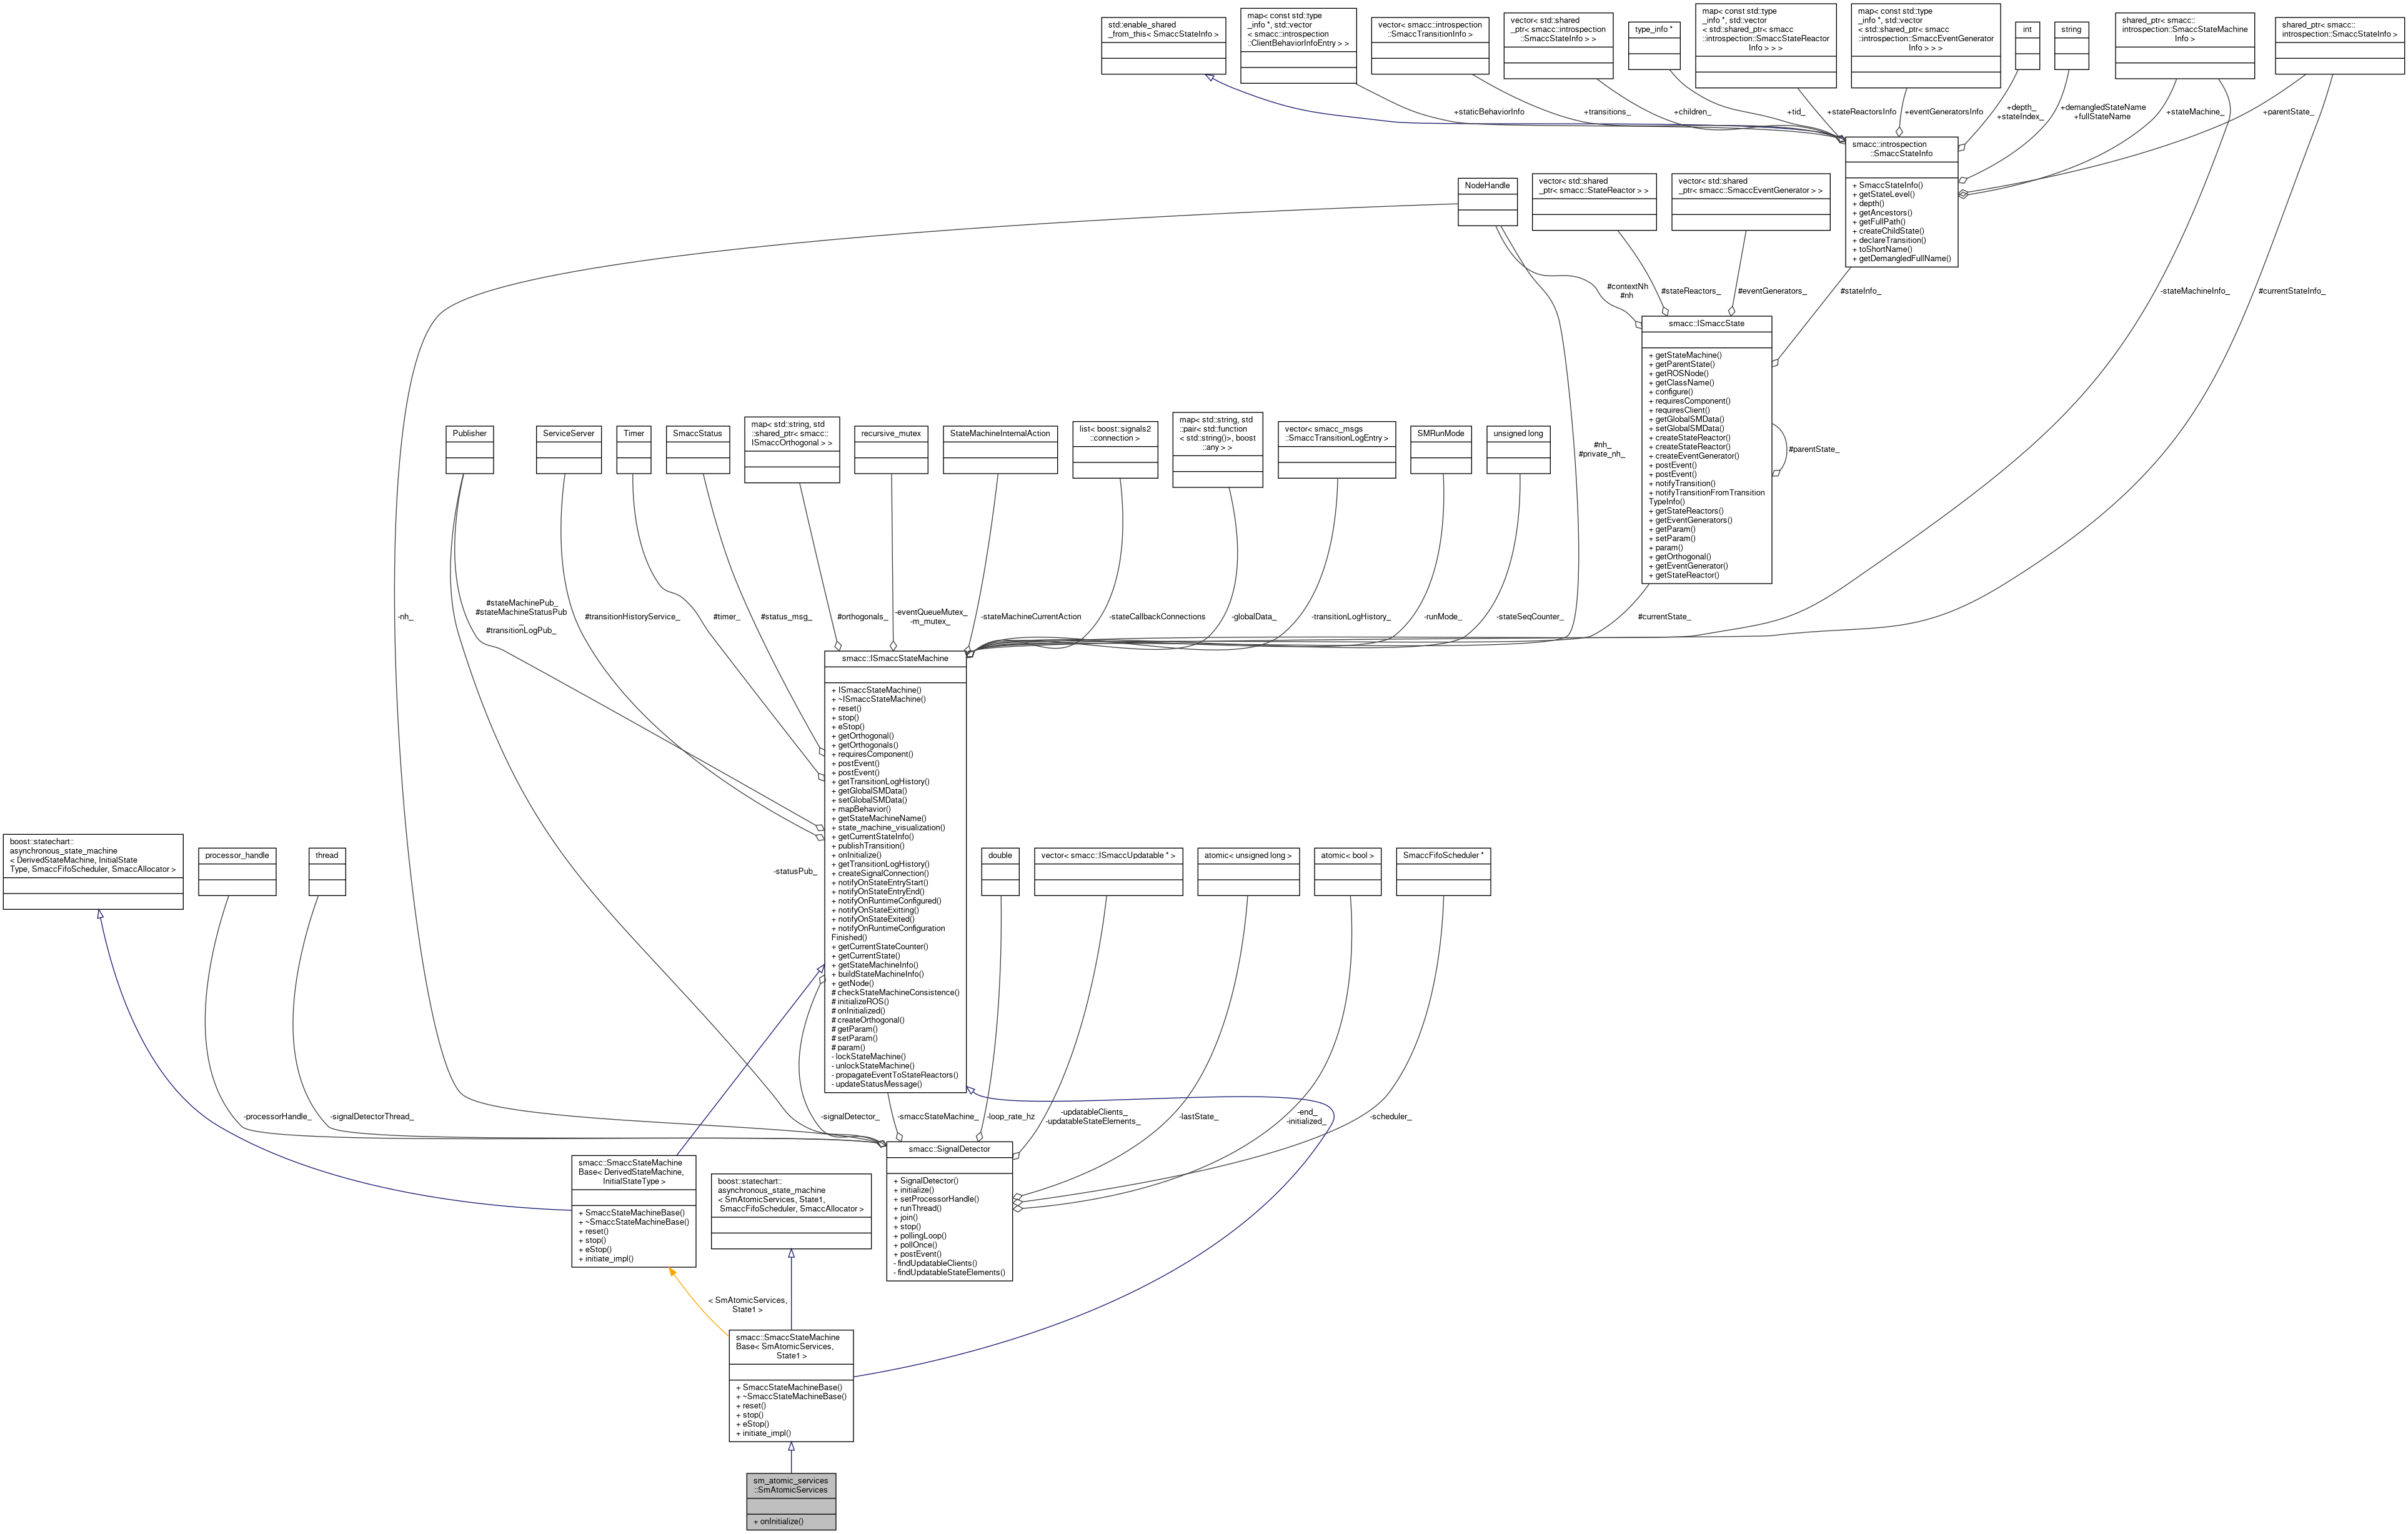 std::enable_shared
_from_this< SmaccStateInfo >
map< const std::type
_info *, std::vector
< smacc::introspection
::ClientBehaviorInfoEntry > >
vector< smacc::introspection
::SmaccTransitionInfo >
vector< std::shared
_ptr< smacc::introspection
::SmaccStateInfo > >
type_info *
map< const std::type
_info *, std::vector
< std::shared_ptr< smacc
::introspection::SmaccStateReactor
Info > > >
map< const std::type
_info *, std::vector
< std::shared_ptr< smacc
::introspection::SmaccEventGenerator
Info > > >
int
string
shared_ptr< smacc::
introspection::SmaccStateMachine
Info >
shared_ptr< smacc::
introspection::SmaccStateInfo >
+staticBehaviorInfo
+transitions_
+children_
+tid_
+stateReactorsInfo
+eventGeneratorsInfo
+depth_
+stateIndex_
+demangledStateName
+fullStateName
+stateMachine_
+parentState_
smacc::introspection
::SmaccStateInfo
+ SmaccStateInfo()
+ getStateLevel()
+ depth()
+ getAncestors()
+ getFullPath()
+ createChildState()
+ declareTransition()
+ toShortName()
+ getDemangledFullName()
NodeHandle
vector< std::shared
_ptr< smacc::StateReactor > >
vector< std::shared
_ptr< smacc::SmaccEventGenerator > >
#contextNh
#nh
#stateReactors_
#eventGenerators_
#stateInfo_
-stateMachineInfo_
#currentStateInfo_
smacc::ISmaccState
+ getStateMachine()
+ getParentState()
+ getROSNode()
+ getClassName()
+ configure()
+ requiresComponent()
+ requiresClient()
+ getGlobalSMData()
+ setGlobalSMData()
+ createStateReactor()
+ createStateReactor()
+ createEventGenerator()
+ postEvent()
+ postEvent()
+ notifyTransition()
+ notifyTransitionFromTransition
TypeInfo()
+ getStateReactors()
+ getEventGenerators()
+ getParam()
+ setParam()
+ param()
+ getOrthogonal()
+ getEventGenerator()
+ getStateReactor()
#parentState_
Publisher
ServiceServer
Timer
SmaccStatus
map< std::string, std
::shared_ptr< smacc::
ISmaccOrthogonal > >
recursive_mutex
StateMachineInternalAction
list< boost::signals2
::connection >
map< std::string, std
::pair< std::function
< std::string()>, boost
::any > >
vector< smacc_msgs
::SmaccTransitionLogEntry >
SMRunMode
unsigned long
#nh_
#private_nh_
-nh_
#stateMachinePub_
#stateMachineStatusPub
_
#transitionLogPub_
#transitionHistoryService_
#timer_
#status_msg_
#orthogonals_
-eventQueueMutex_
-m_mutex_
-stateMachineCurrentAction
-stateCallbackConnections
-globalData_
-transitionLogHistory_
-runMode_
-stateSeqCounter_
#currentState_
smacc::ISmaccStateMachine
+ ISmaccStateMachine()
+ ~ISmaccStateMachine()
+ reset()
+ stop()
+ eStop()
+ getOrthogonal()
+ getOrthogonals()
+ requiresComponent()
+ postEvent()
+ postEvent()
+ getTransitionLogHistory()
+ getGlobalSMData()
+ setGlobalSMData()
+ mapBehavior()
+ getStateMachineName()
+ state_machine_visualization()
+ getCurrentStateInfo()
+ publishTransition()
+ onInitialize()
+ getTransitionLogHistory()
+ createSignalConnection()
+ notifyOnStateEntryStart()
+ notifyOnStateEntryEnd()
+ notifyOnRuntimeConfigured()
+ notifyOnStateExitting()
+ notifyOnStateExited()
+ notifyOnRuntimeConfiguration
Finished()
+ getCurrentStateCounter()
+ getCurrentState()
+ getStateMachineInfo()
+ buildStateMachineInfo()
+ getNode()
# checkStateMachineConsistence()
# initializeROS()
# onInitialized()
# createOrthogonal()
# getParam()
# setParam()
# param()
- lockStateMachine()
- unlockStateMachine()
- propagateEventToStateReactors()
- updateStatusMessage()
boost::statechart::
asynchronous_state_machine
< DerivedStateMachine, InitialState
Type, SmaccFifoScheduler, SmaccAllocator >
processor_handle
thread
-statusPub_
double
vector< smacc::ISmaccUpdatable * >
atomic< unsigned long >
atomic< bool >
SmaccFifoScheduler *
-processorHandle_
-signalDetectorThread_
-signalDetector_
-smaccStateMachine_
-loop_rate_hz
-updatableClients_
-updatableStateElements_
-lastState_
-end_
-initialized_
-scheduler_
smacc::SignalDetector
+ SignalDetector()
+ initialize()
+ setProcessorHandle()
+ runThread()
+ join()
+ stop()
+ pollingLoop()
+ pollOnce()
+ postEvent()
- findUpdatableClients()
- findUpdatableStateElements()
smacc::SmaccStateMachine
Base< DerivedStateMachine,
InitialStateType >
+ SmaccStateMachineBase()
+ ~SmaccStateMachineBase()
+ reset()
+ stop()
+ eStop()
+ initiate_impl()
boost::statechart::
asynchronous_state_machine
< SmAtomicServices, State1,
SmaccFifoScheduler, SmaccAllocator >
< SmAtomicServices,
State1 >
smacc::SmaccStateMachine
Base< SmAtomicServices,
State1 >
+ SmaccStateMachineBase()
+ ~SmaccStateMachineBase()
+ reset()
+ stop()
+ eStop()
+ initiate_impl()
sm_atomic_services
::SmAtomicServices
+ onInitialize()